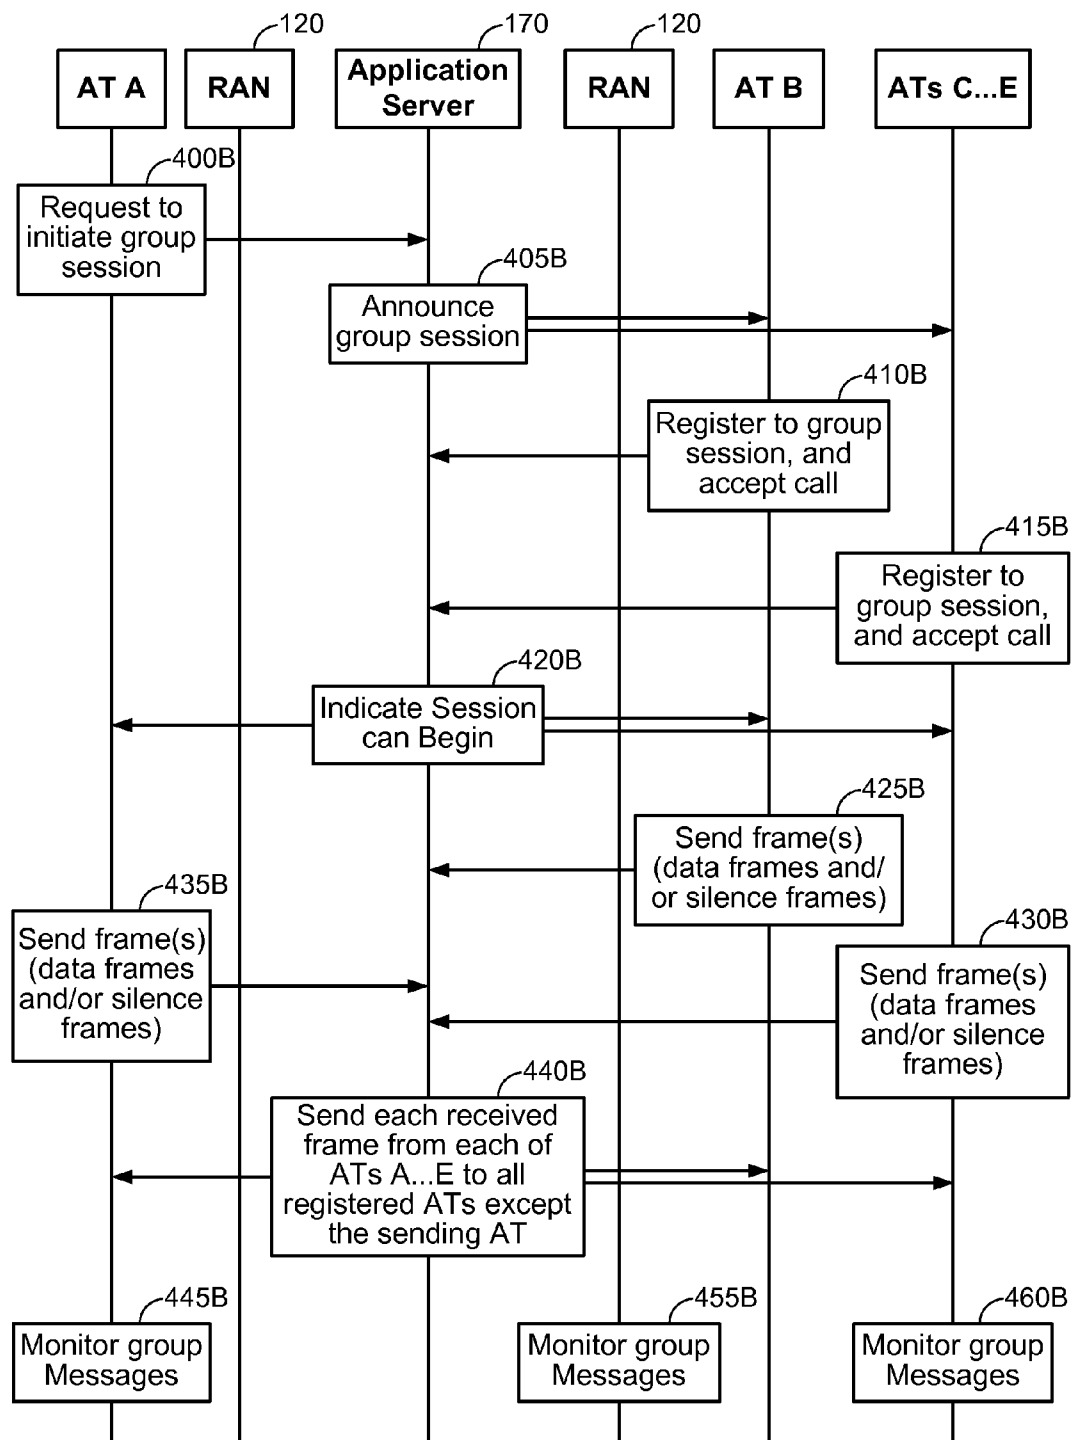 120
170
120
AT A
RAN
Application
Server
RAN
AT B
ATs C...E
400B
Request to
initiate group
session
405B
Announce
group session
410B
Register to group
session, and
accept call
415B
Register to
group session,
and accept call
420B
Indicate Session
can Begin
425B
Send frame(s)
(data frames and/
or silence frames)
435B
Send frame(s)
(data frames
and/or silence
frames)
430B
Send frame(s)
(data frames
and/or silence
frames)
440B
Send each received
frame from each of
ATs A...E to all
registered ATs except
the sending AT
445B
Monitor group
Messages
455B
Monitor group
Messages
460B
Monitor group
Messages